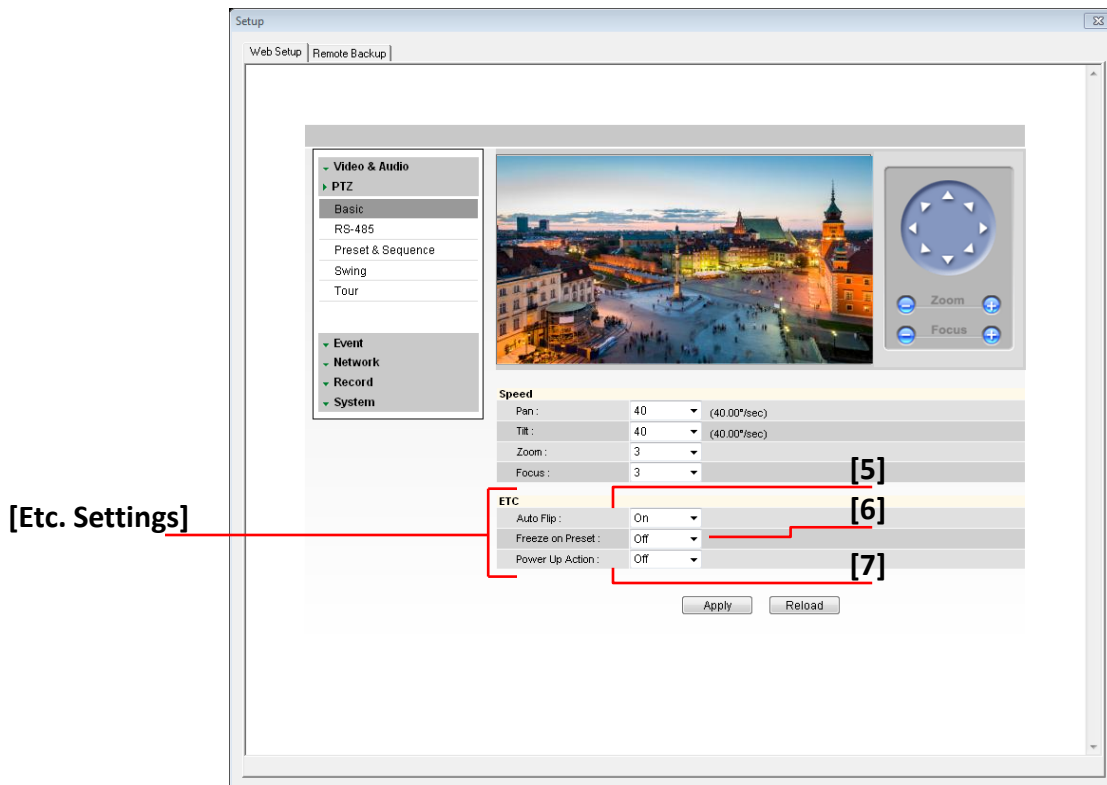 Setup
Web Setup Remote Backup
Video & Audio
PTZ
Basic
RS-485
Preset & Sequence
Swing
Tour
Event
Network
Record
System
Zoom
Focus
Speed
Pan : 40 (40.00°/sec)
Tilt : 40 (40.00°/sec)
Zoom : 3
Focus : 3
[5]
[Etc. Settings]
ETC
Auto Flip : On
[6]
Freeze on Preset : Off
Power Up Action : Off
[7]
Apply Reload